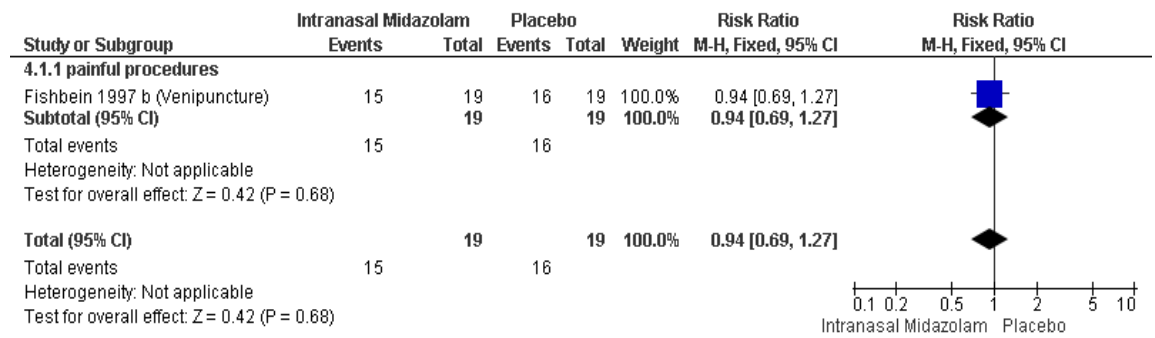 Intranasal Midazolam Placebo Risk Ratio Risk Ratio
Study or Subgroup Events Total Events Total Weight M-H, Fixed, 95% CI M-H, Fixed, 95% CI
4.1.1 painful procedures
Fishbein 1997 b (Venipuncture) 15 19 16 19 100.0% 0.94 [0.69, 1.27]
Subtotal (95% CI) 19 19 100.0% 0.94 [0.69, 1.27]
Total events 15 16
Heterogeneity: Not applicable
Test for overall effect: Z = 0.42 (P = 0.68)
Total (95% CI) 19 19 100.0% 0.94 [0.69, 1.27]
Total events 15 16
Heterogeneity: Not applicable
Test for overall effect: Z = 0.42 (P = 0.68)
0.1 0.2 0.5 1 2 5 10
Intranasal Midazolam Placebo